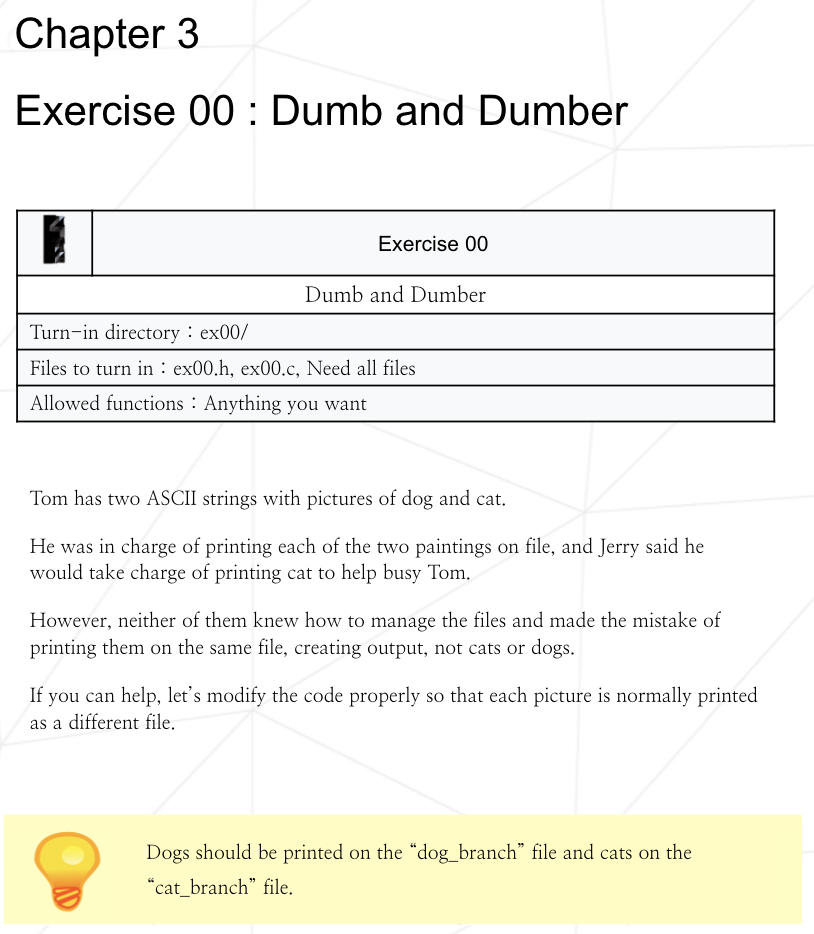 Chapter 3
Exercise 00 : Dumb and Dumber
Exercise 00
Dumb and Dumber
Turn-in directory : ex00/
Files to turn in : ex00.h, ex00.c, Need all files
Allowed functions : Anything you want
Tom has two ASCII strings with pictures of dog and cat.
He was in charge of printing each of the two paintings on file, and Jerry said he
would take charge of printing cat to help busy Tom.
However, neither of them knew how to manage the files and made the mistake of
printing them on the same file, creating output, not cats or dogs.
If you can help, let’s modify the code properly so that each picture is normally printed
as a different file.
Dogs should be printed on the “dog_branch” file and cats on the
“cat_branch” file.